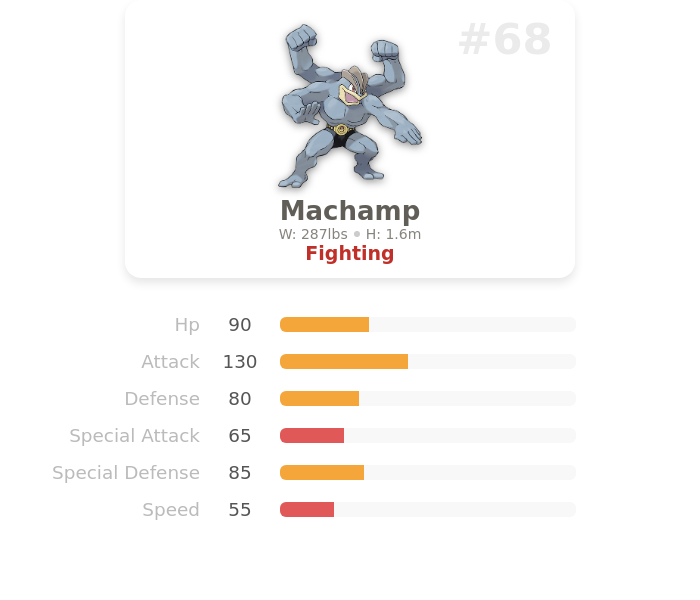 #68
Machamp
W: 287lbs • H: 1.6m
Fighting
Hp 90
Attack 130
Defense 80
Special Attack 65
Special Defense 85
Speed 55